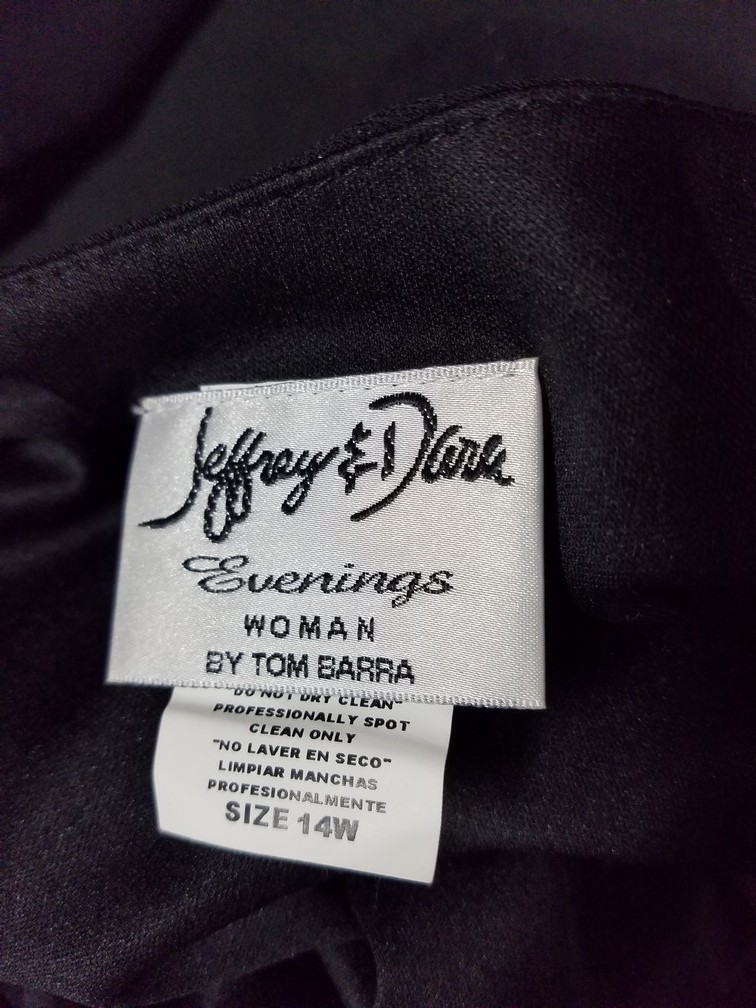 Jeffrey & Dara
Evenings
WOMAN
BY TOM BARRA
"DO NOT DRY CLEAN"
PROFESSIONALLY SPOT
CLEAN ONLY
"NO LAVER EN SECO"
LIMPIAR MANCHAS
PROFESIONALMENTE
SIZE 14W